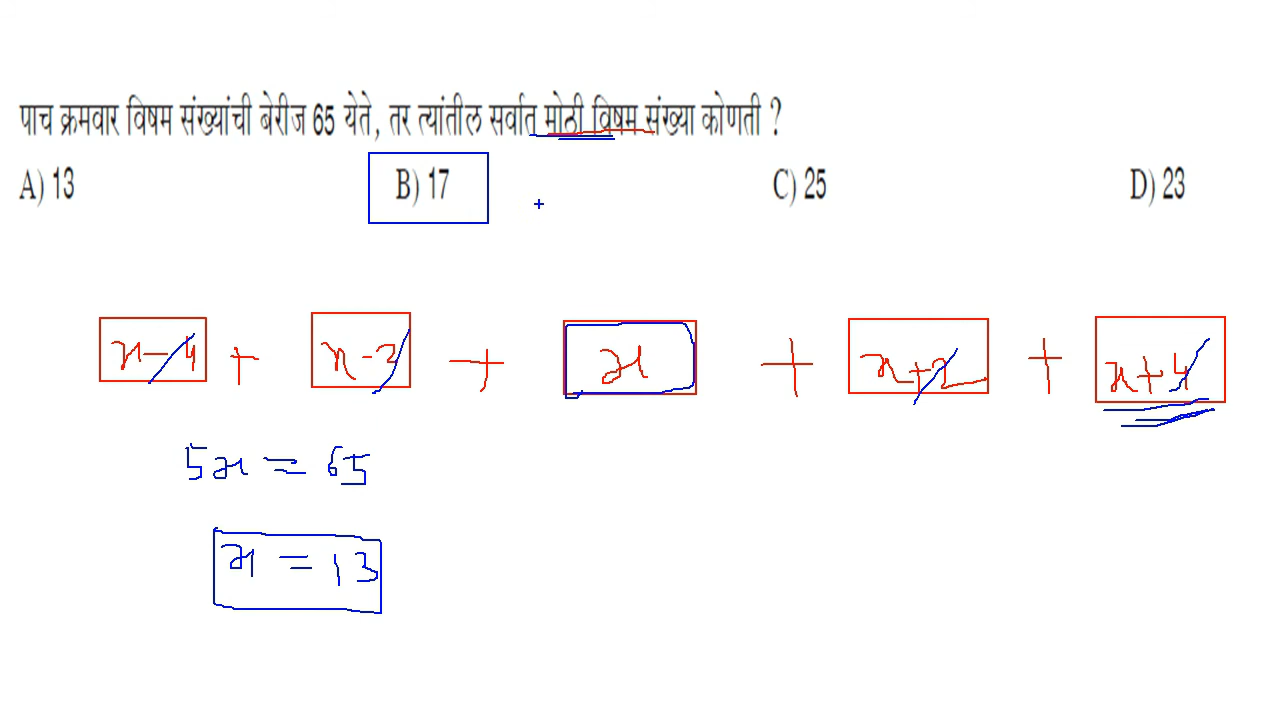 पाच क्रमवार विषम संख्यांची बेरीज 65 येते, तर त्यांतील सर्वात मोठी विषम संख्या कोणती ?
A) 13 B) 17 C) 25 D) 23
x-4 + x-2 + x + x+2 + x+4
5x = 65
x = 13